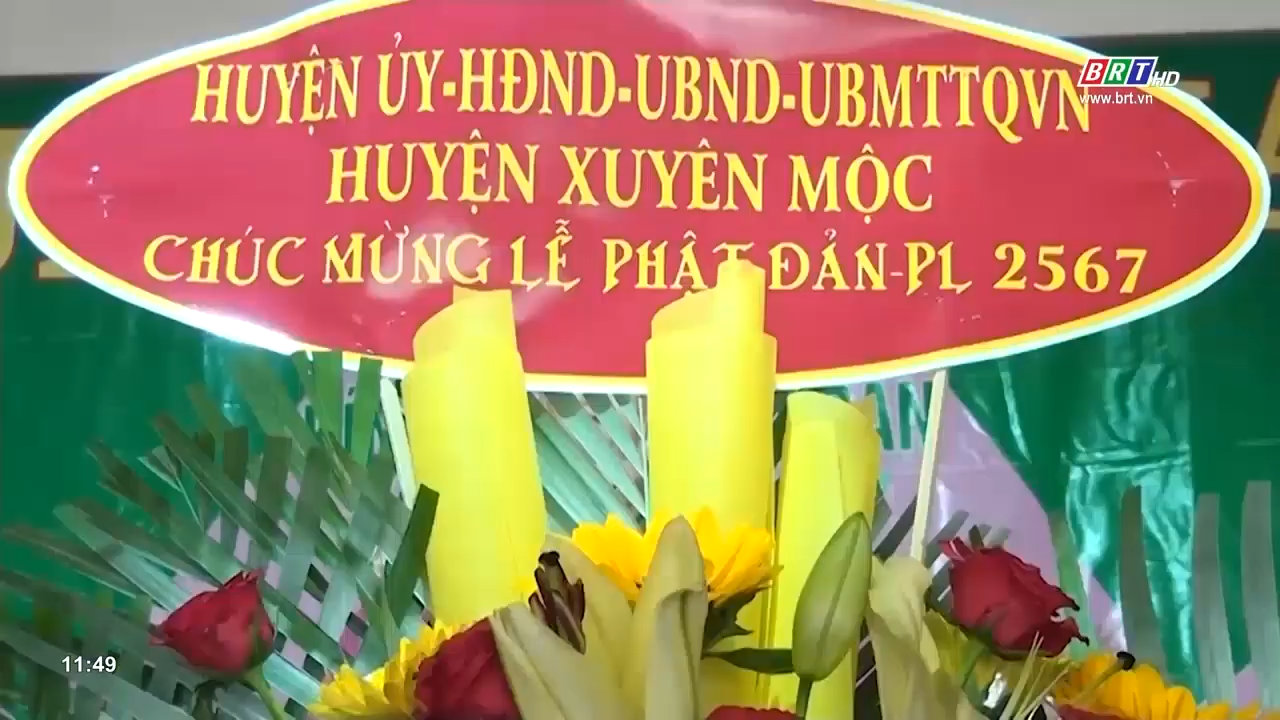 HUYỆN ỦY-HĐND-UBND-UBMTTQVN
HUYỆN XUYÊN MỘC
CHÚC MỪNG LỄ PHẬT ĐẢN-PL 2567
BRT HD
www.brt.vn
11:49